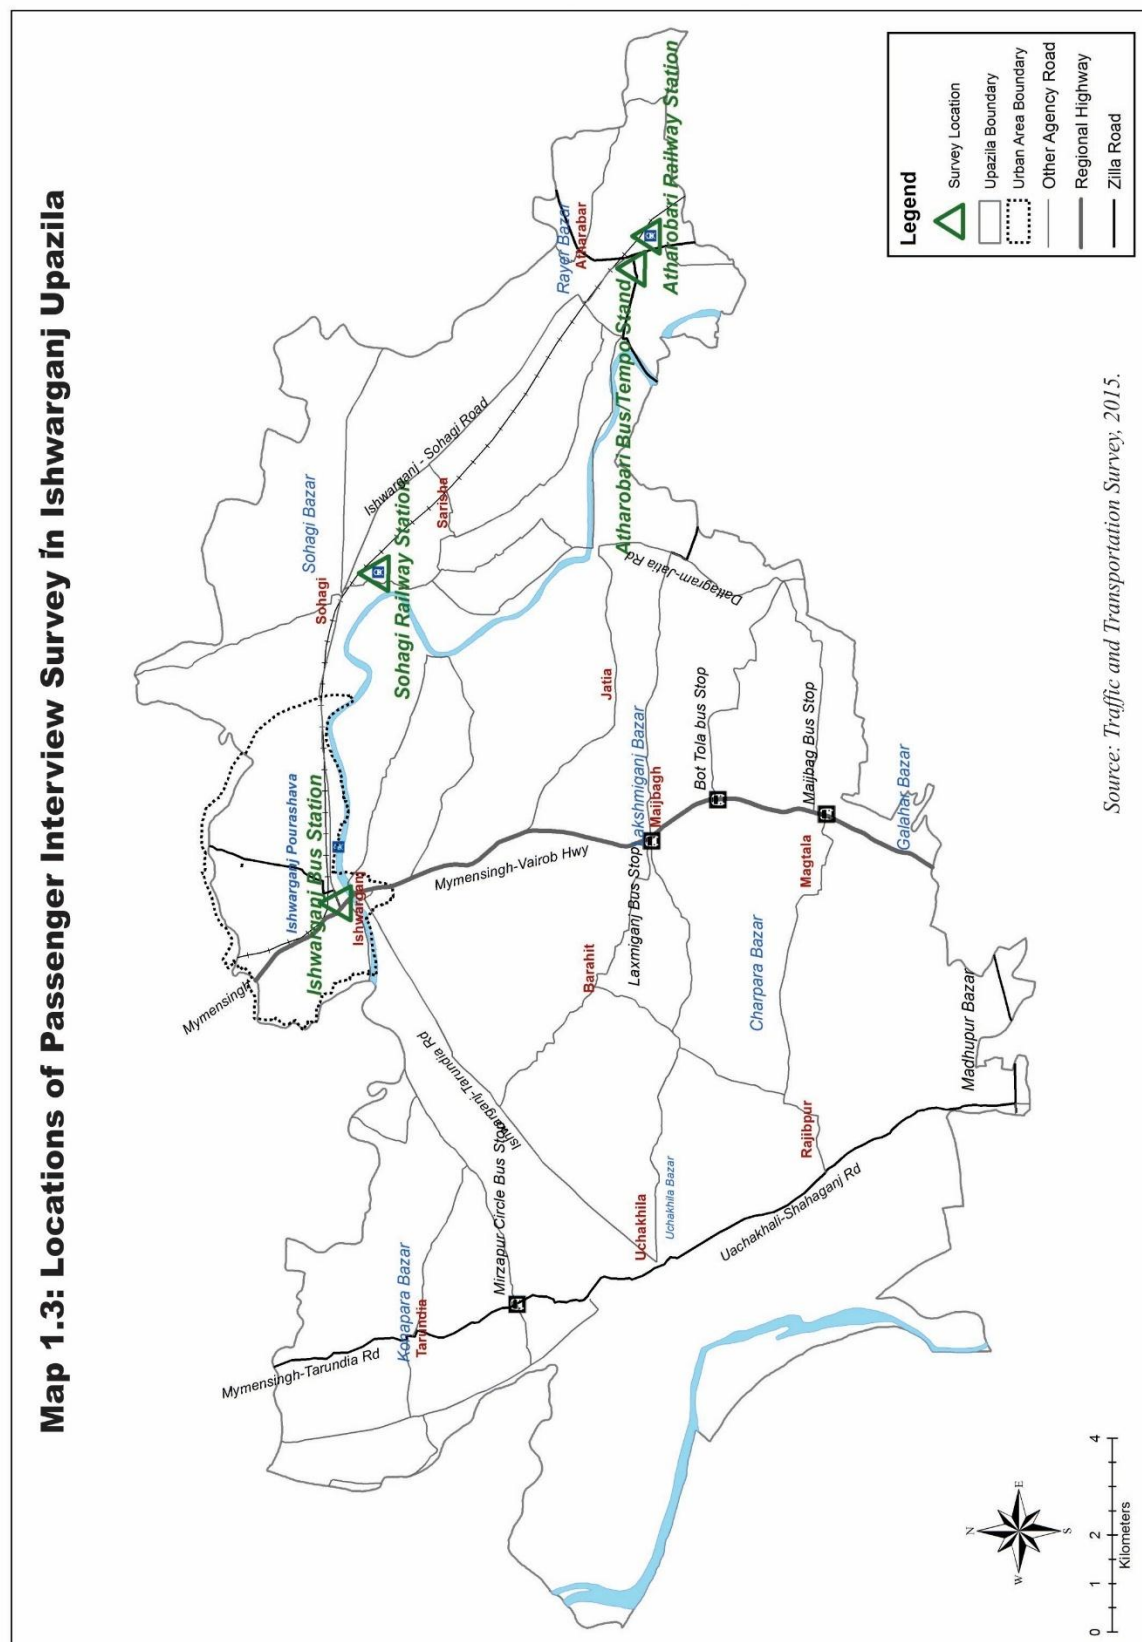 Map 1.3: Locations of Passenger Interview Survey in Ishwarganj Upazila
Mymensingh
Ishwarganj Pourashava
Ishwarganj Bus Station
Ishwarganj
Sohagi
Sohagi Bazar
Sohagi Railway Station
Ishwarganj - Sohagi Road
Sarisha
Rayer Bazar
Atharabar
Atharobari Railway Station
Atharobari Bus/Tempo Stand
Mymensingh-Tarundia Rd
Konapara Bazar
Tarundia
Mirzapur Circle Bus Stop
Ishwarganj-Tarundia Rd
Mymensingh-Vairob Hwy
Jatia
Dattagram-Jatia Rd
Barahit
Laxmiganj Bus Stop
Lakshmiganj Bazar
Maijbagh
Bot Tola bus Stop
Uchakhila
Uchakhila Bazar
Uachakhali-Shahaganj Rd
Charpara Bazar
Rajibpur
Magtala
Maijbag Bus Stop
Galahar Bazar
Madhupur Bazar
N
W
E
S
0 1 2 4
Kilometers
Source: Traffic and Transportation Survey, 2015.
Legend
Survey Location
Upazila Boundary
Urban Area Boundary
Other Agency Road
Regional Highway
Zilla Road